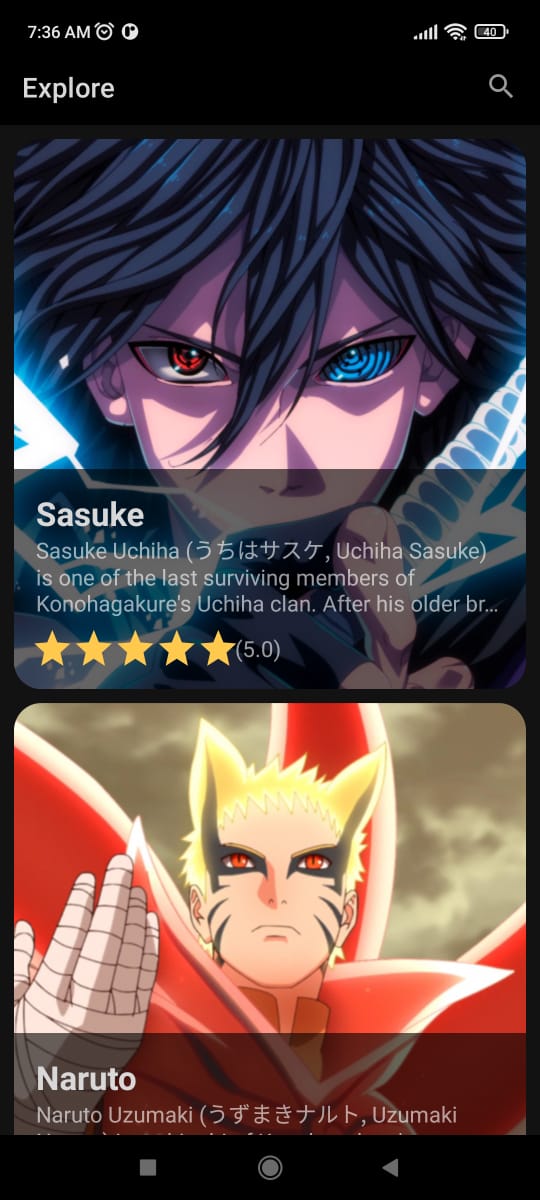 7:36 AM
40
Explore
Sasuke
Sasuke Uchiha (うちはサスケ, Uchiha Sasuke)
is one of the last surviving members of
Konohagakure's Uchiha clan. After his older br...
(5.0)
Naruto
Naruto Uzumaki (うずまきナルト, Uzumaki